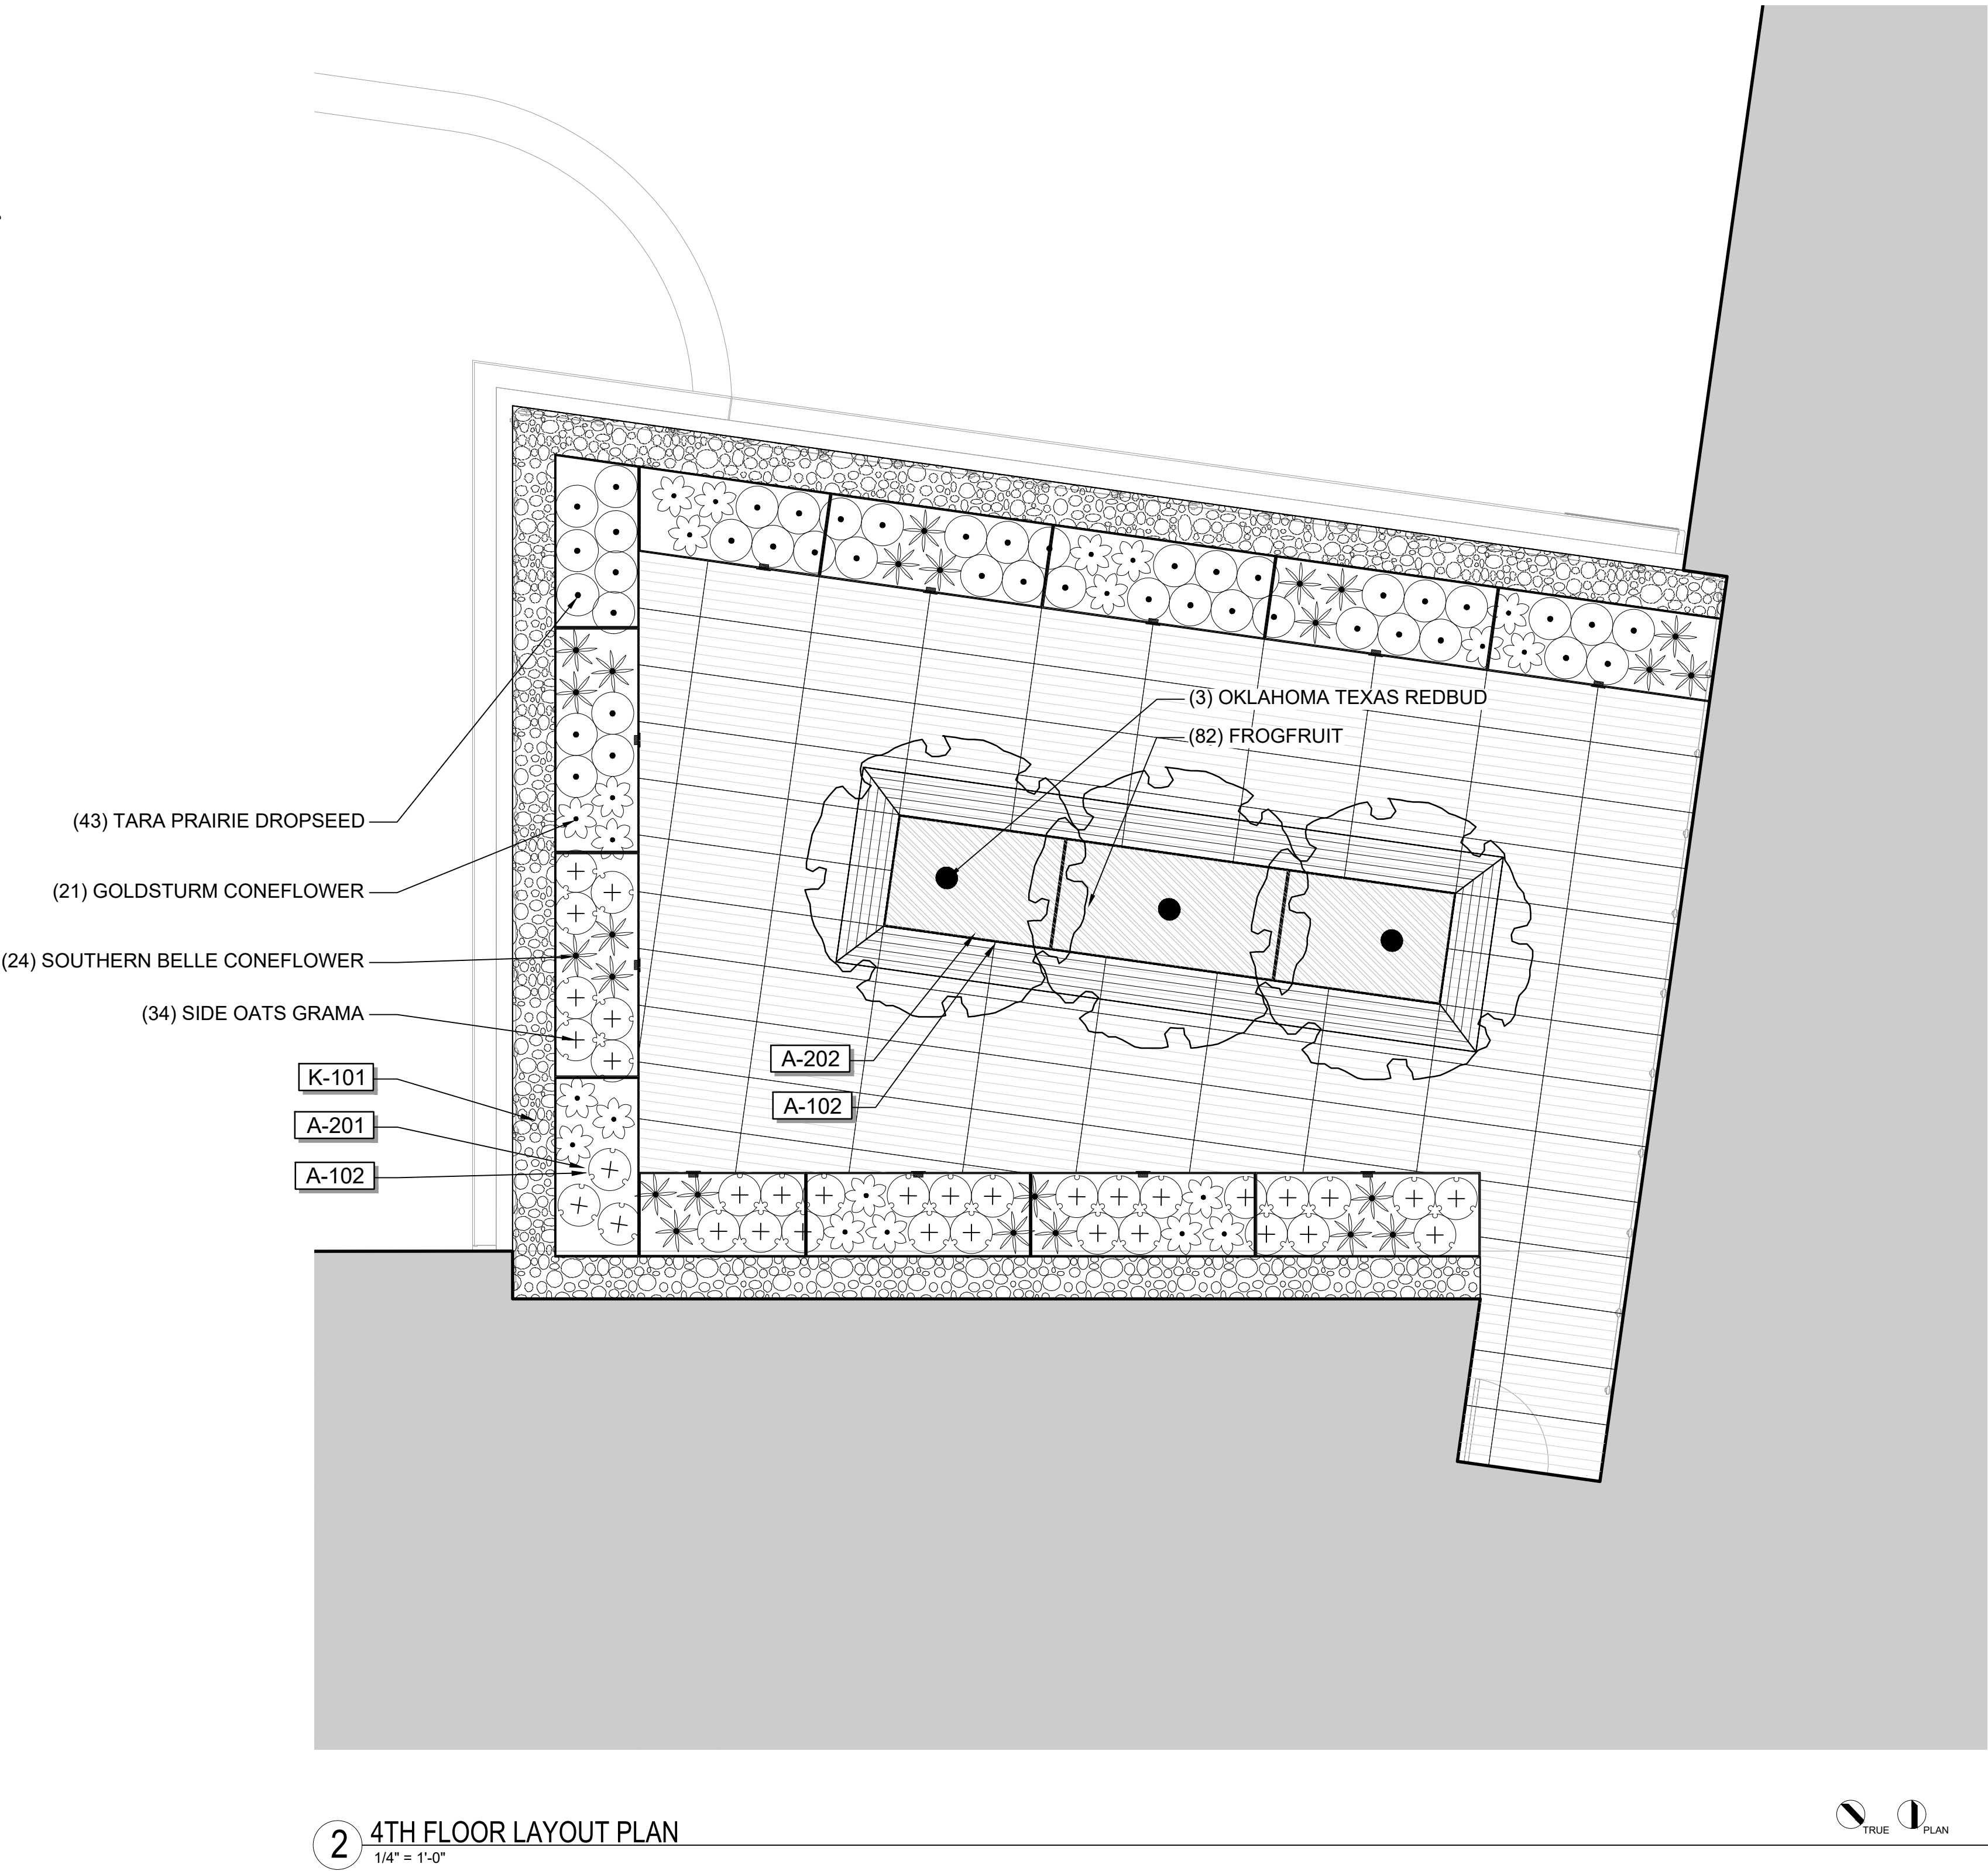 (3) OKLAHOMA TEXAS REDBUD
(82) FROGFRUIT
(43) TARA PRAIRIE DROPSEED
(21) GOLDSTURM CONEFLOWER
(24) SOUTHERN BELLE CONEFLOWER
(34) SIDE OATS GRAMA
A-202
K-101
A-102
A-201
A-102
2
4TH FLOOR LAYOUT PLAN
1/4" = 1'-0"
TRUE
PLAN